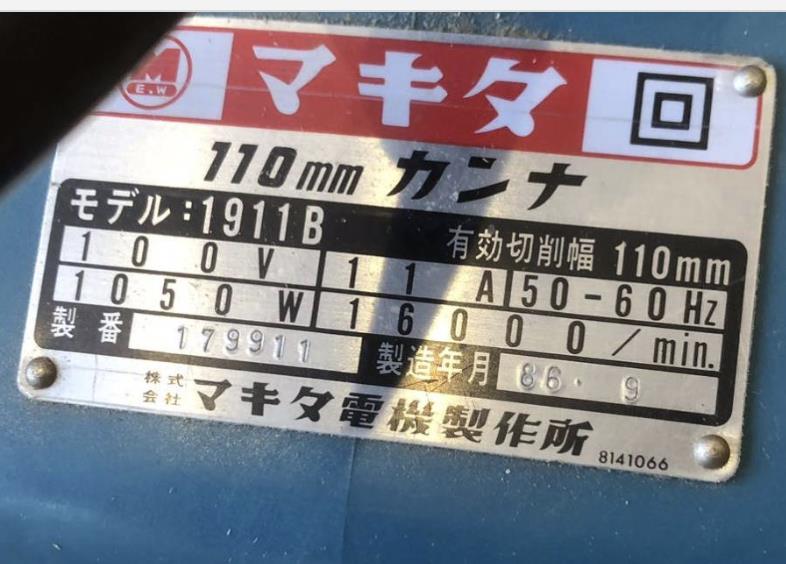 M
E.W
マキタ
110mm カンナ
モデル:1911B 有効切削幅 110mm
100V 11A 50-60Hz
1050W 16000/min.
製番 179911 製造年月 86. 9
株式会社 マキタ電機製作所
8141066